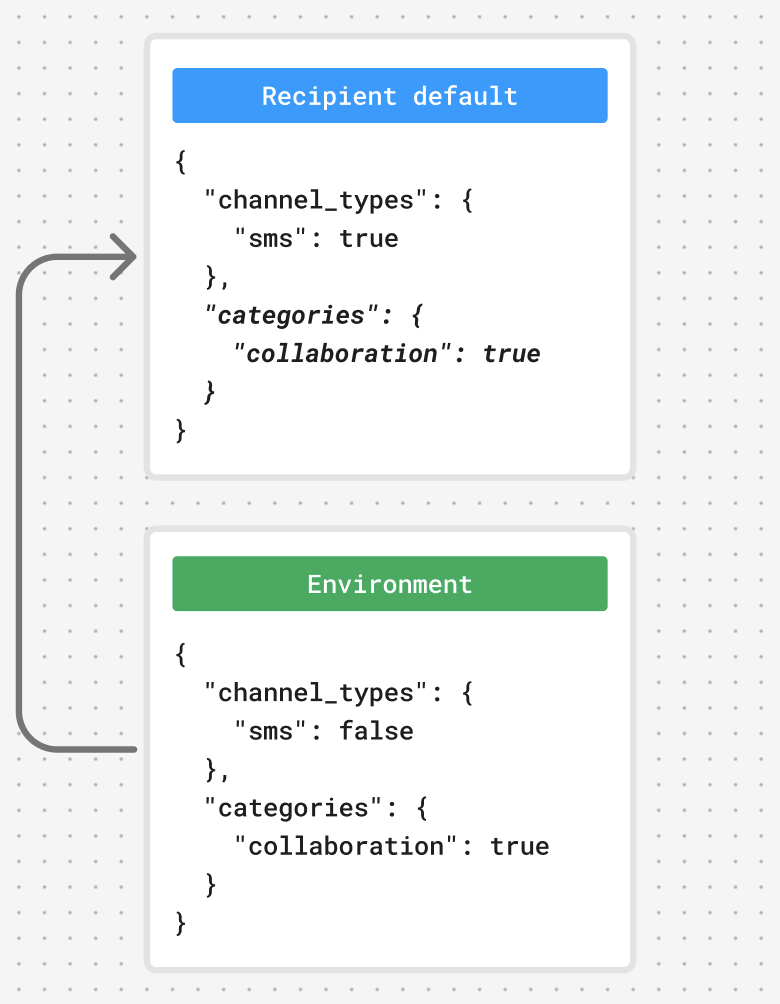 Recipient default
{
  "channel_types": {
    "sms": true
  },
  "categories": {
    "collaboration": true
  }
}
Environment
{
  "channel_types": {
    "sms": false
  },
  "categories": {
    "collaboration": true
  }
}